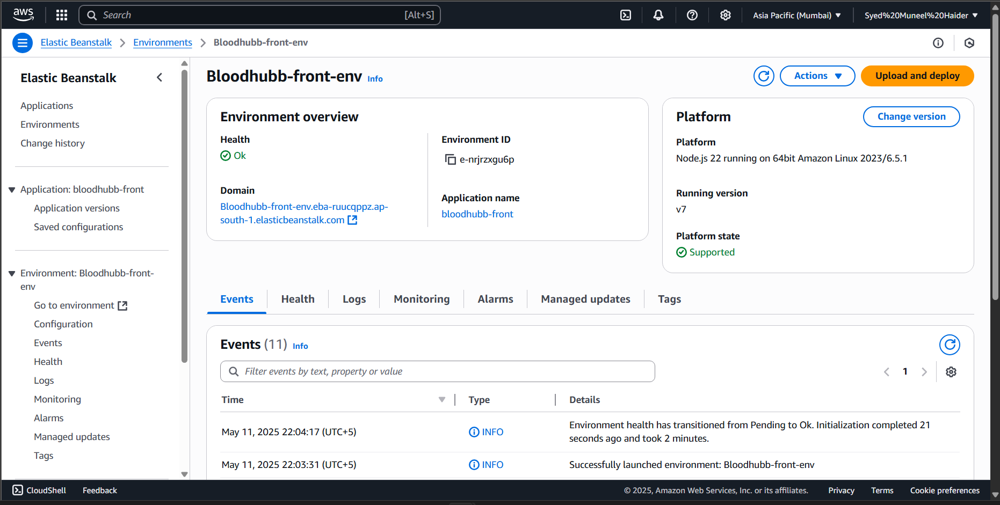 aws
Search [Alt+S]
Asia Pacific (Mumbai)
Syed%20Muneel%20Haider
Elastic Beanstalk
Environments
Bloodhubb-front-env
Elastic Beanstalk
Applications
Environments
Change history
Application: bloodhubb-front
Application versions
Saved configurations
Environment: Bloodhubb-front-
env
Go to environment
Configuration
Events
Health
Logs
Monitoring
Alarms
Managed updates
Tags
Bloodhubb-front-env Info
Actions
Upload and deploy
Environment overview
Health
Ok
Domain
Bloodhubb-front-env.eba-ruucqppz.ap-
south-1.elasticbeanstalk.com
Environment ID
e-nrjrzxgu6p
Application name
bloodhubb-front
Platform
Change version
Platform
Node.js 22 running on 64bit Amazon Linux 2023/6.5.1
Running version
v7
Platform state
Supported
Events Health Logs Monitoring Alarms Managed updates Tags
Events (11) Info
Filter events by text, property or value
1
Time Type Details
May 11, 2025 22:04:17 (UTC+5) INFO Environment health has transitioned from Pending to Ok. Initialization completed 21
seconds ago and took 2 minutes.
May 11, 2025 22:03:31 (UTC+5) INFO Successfully launched environment: Bloodhubb-front-env
CloudShell Feedback © 2025, Amazon Web Services, Inc. or its affiliates. Privacy Terms Cookie preferences